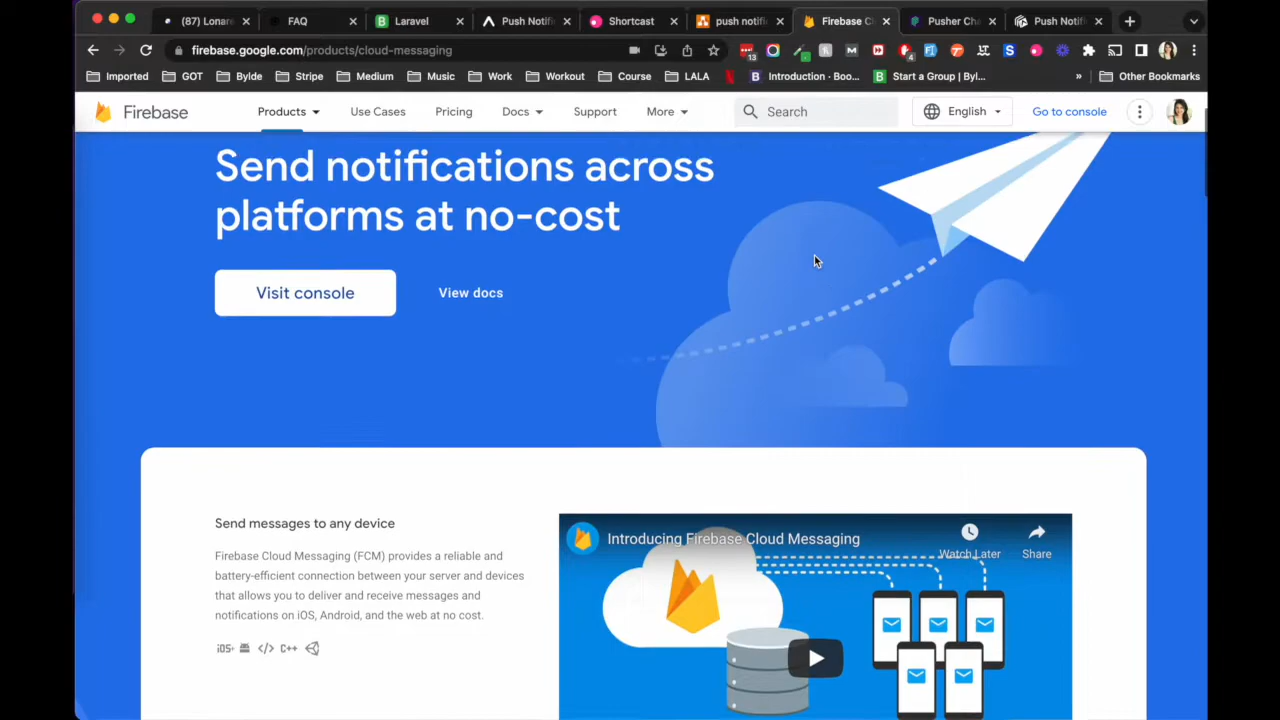 (87) Lonar
FAQ
Laravel
Push Notifi
Shortcast
push notifi
Firebase C
Pusher Cha
Push Notifi
firebase.google.com/products/cloud-messaging
13
4
Imported
GOT
Bylde
Stripe
Medium
Music
Work
Workout
Course
LALA
Introduction · Boo...
Start a Group | Byl...
»
Other Bookmarks
Firebase
Products
Use Cases
Pricing
Docs
Support
More
Search
English
Go to console
Send notifications across
platforms at no-cost
Visit console
View docs
Send messages to any device
Firebase Cloud Messaging (FCM) provides a reliable and
battery-efficient connection between your server and devices
that allows you to deliver and receive messages and
notifications on iOS, Android, and the web at no cost.
iOS+
</>
C++
Introducing Firebase Cloud Messaging
Watch Later
Share